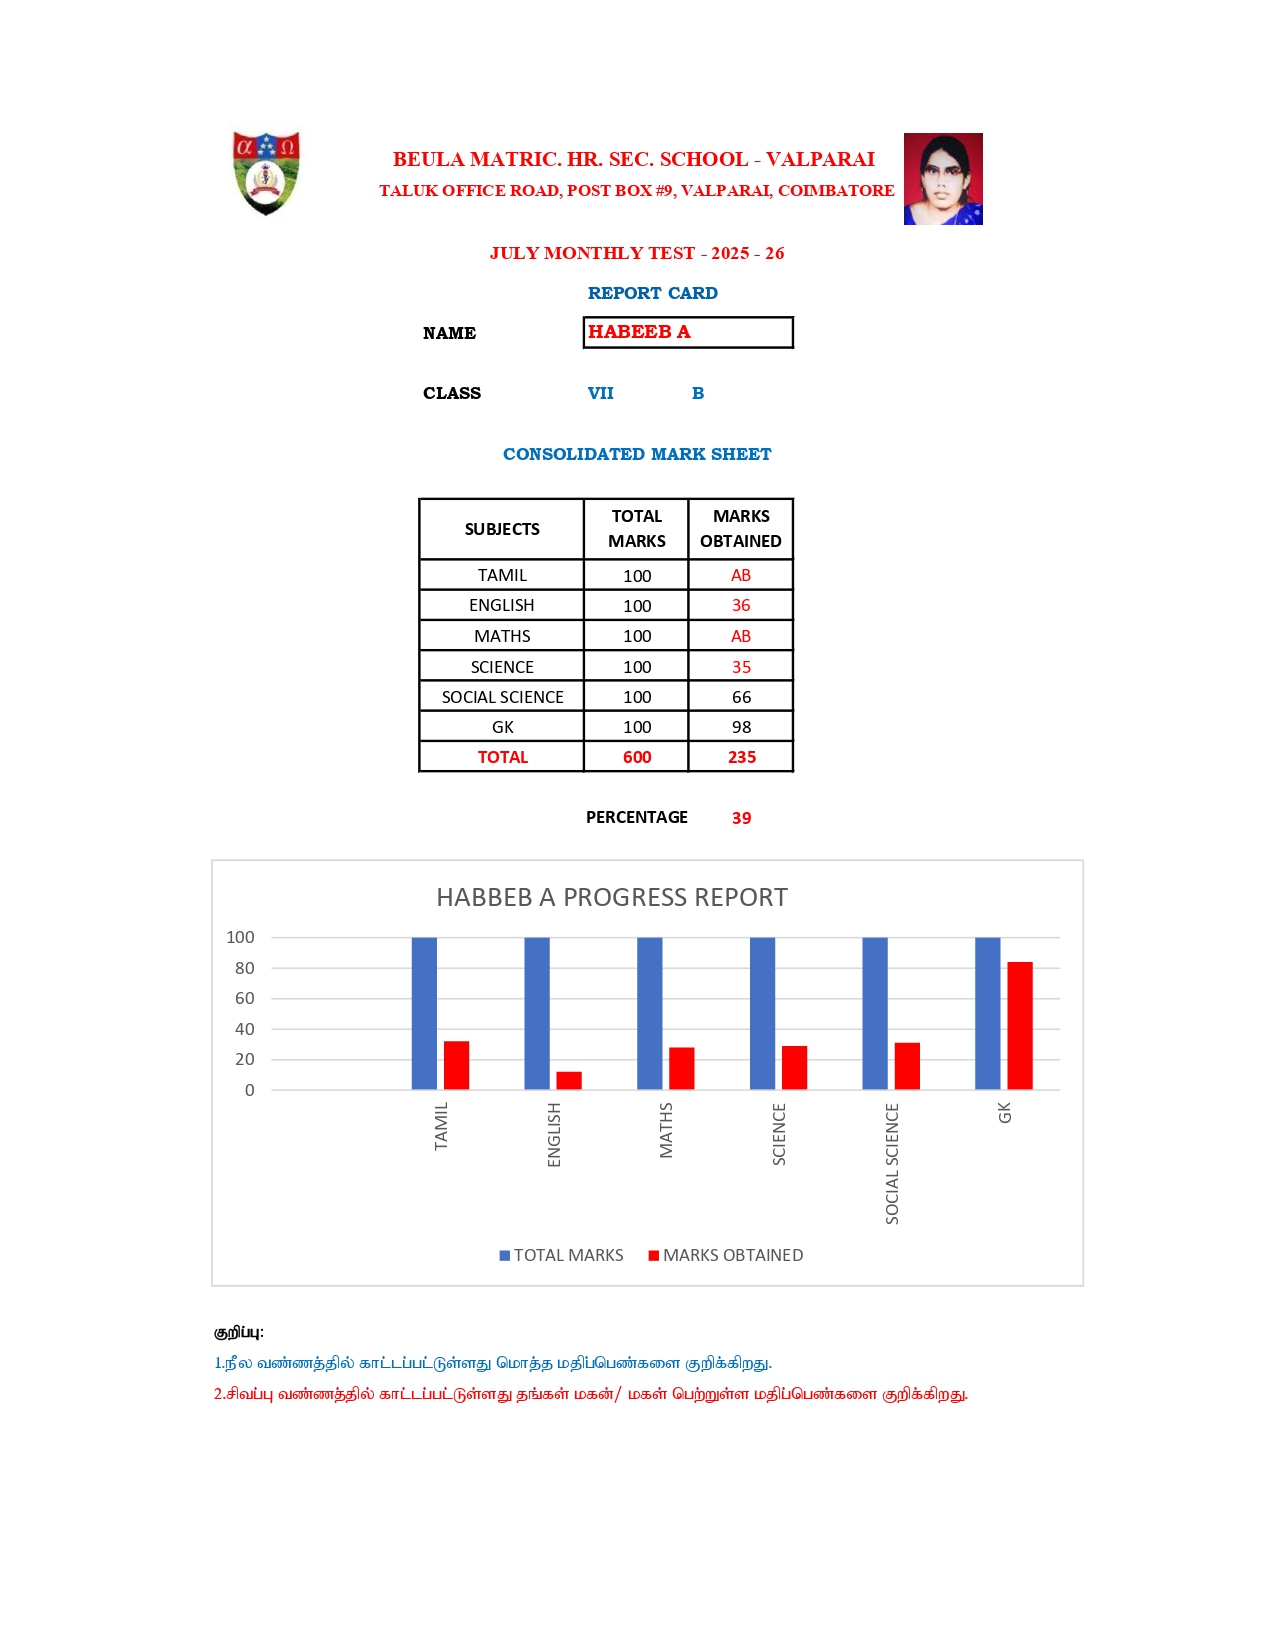 α Ω
BEULA MATRIC. HR. SEC. SCHOOL - VALPARAI
TALUK OFFICE ROAD, POST BOX #9, VALPARAI, COIMBATORE
JULY MONTHLY TEST - 2025 - 26
REPORT CARD
NAME HABEEB A
CLASS VII B
CONSOLIDATED MARK SHEET
SUBJECTS TOTAL MARKS MARKS OBTAINED
TAMIL 100 AB
ENGLISH 100 36
MATHS 100 AB
SCIENCE 100 35
SOCIAL SCIENCE 100 66
GK 100 98
TOTAL 600 235
PERCENTAGE 39
HABBEB A PROGRESS REPORT
100
80
60
40
20
0
TAMIL ENGLISH MATHS SCIENCE SOCIAL SCIENCE GK
TOTAL MARKS MARKS OBTAINED
குறிப்பு:
1.நீல வண்ணத்தில் காட்டப்பட்டுள்ளது மொத்த மதிப்பெண்களை குறிக்கிறது.
2.சிவப்பு வண்ணத்தில் காட்டப்பட்டுள்ளது தங்கள் மகன்/ மகள் பெற்றுள்ள மதிப்பெண்களை குறிக்கிறது.